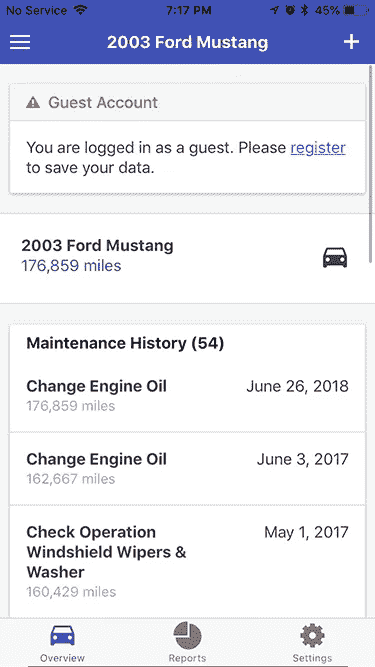 No Service 7:17 PM 45%
2003 Ford Mustang +
Guest Account
You are logged in as a guest. Please register
to save your data.
2003 Ford Mustang
176,859 miles
Maintenance History (54)
Change Engine Oil June 26, 2018
176,859 miles
Change Engine Oil June 3, 2017
162,667 miles
Check Operation May 1, 2017
Windshield Wipers &
Washer
160,429 miles
Overview Reports Settings